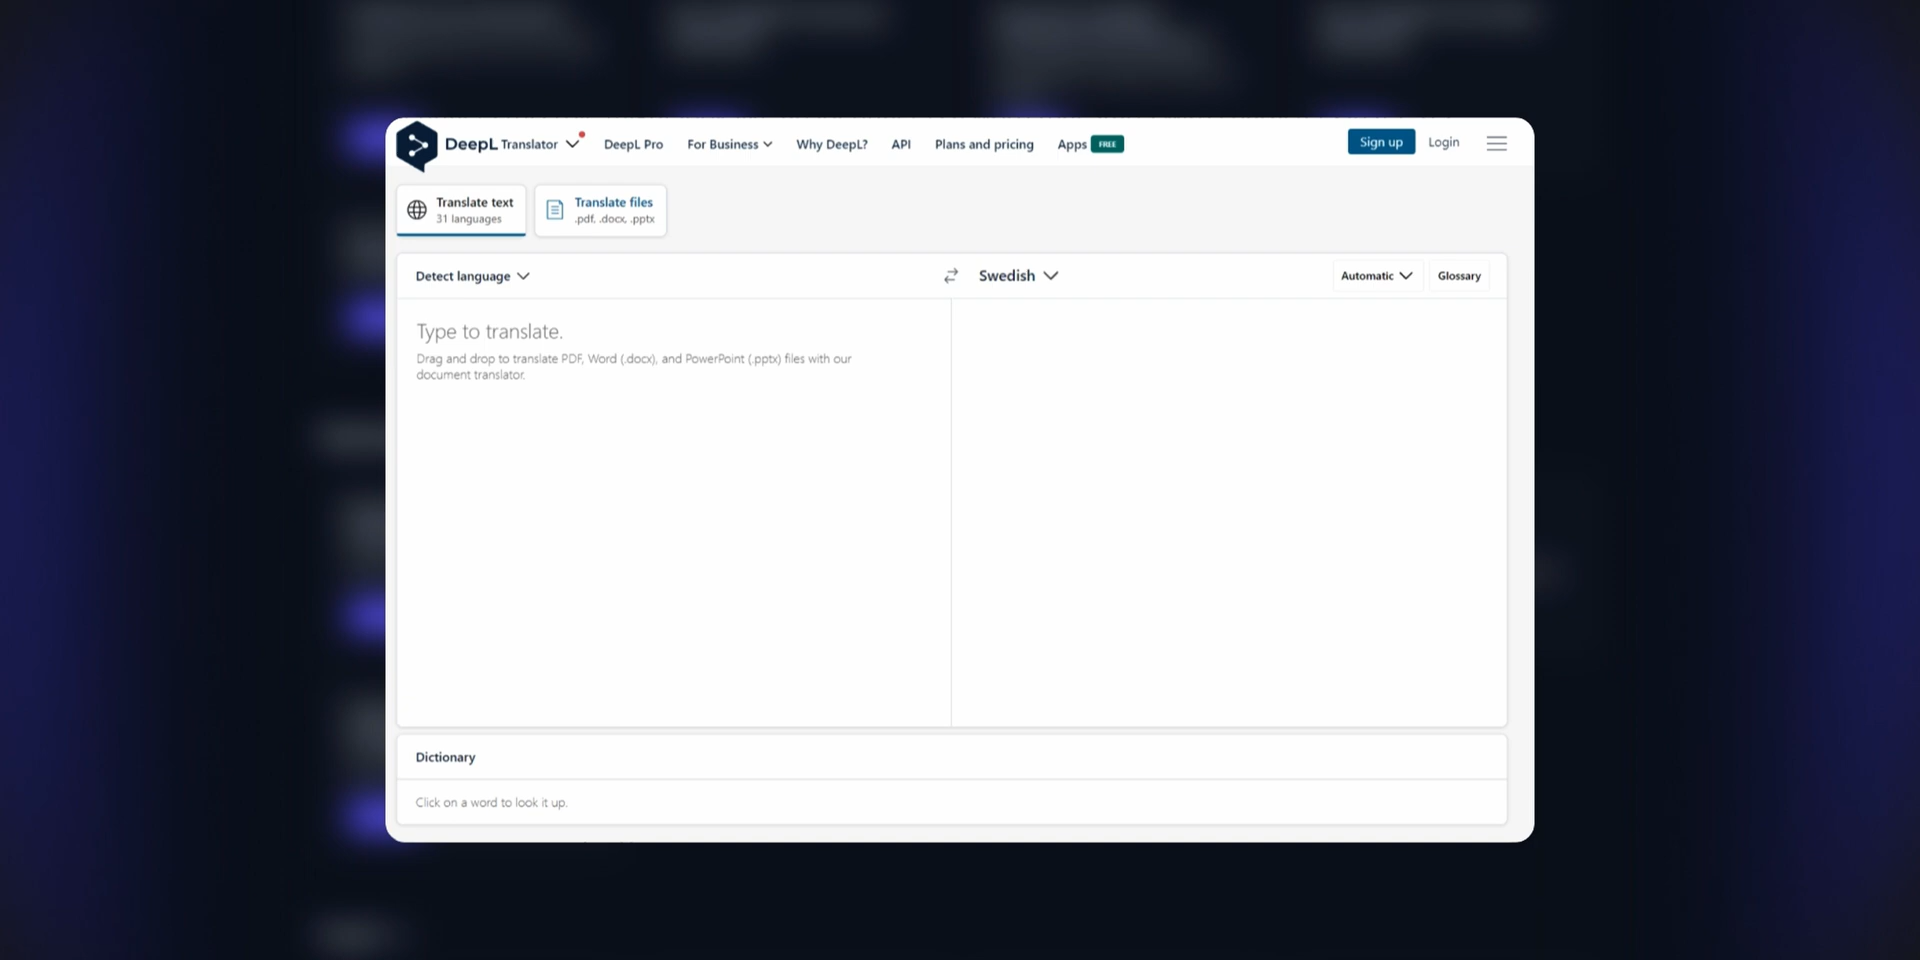 DeepL Translator DeepL Pro For Business Why DeepL? API Plans and pricing Apps FREE Sign up Login
Translate text
31 languages
Translate files
.pdf, .docx, .pptx
Detect language
Swedish
Automatic Glossary
Type to translate.
Drag and drop to translate PDF, Word (.docx), and PowerPoint (.pptx) files with our
document translator.
Dictionary
Click on a word to look it up.